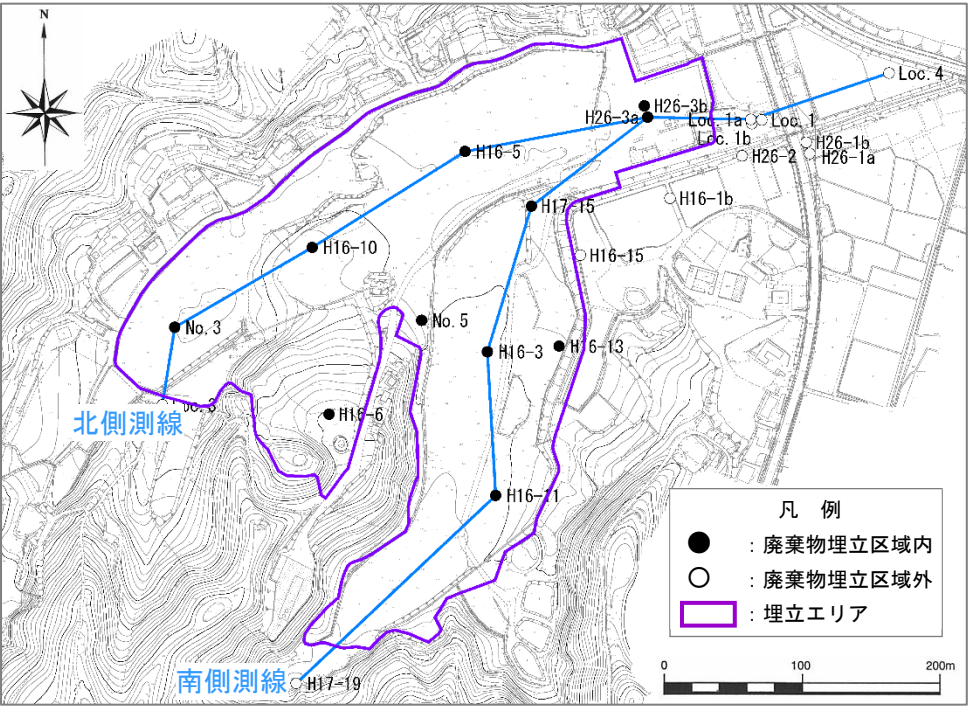 N
Loc. 4
H26-3b
H26-3a
Loc. 1a
Loc. 1
Loc. 1b
H26-1b
H26-2
H26-1a
H16-5
H16-1b
H17-15
H16-10
H16-15
No. 3
No. 5
H16-3
H16-13
北側測線
H16-6
H16-11
南側測線
H17-19
凡 例
: 廃棄物埋立区域内
: 廃棄物埋立区域外
: 埋立エリア
0 100 200m